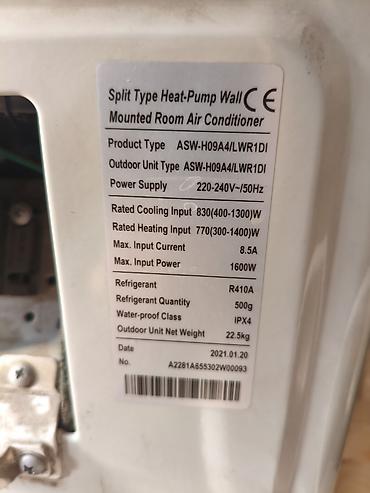 Split Type Heat-Pump Wall CE
Mounted Room Air Conditioner
Product Type ASW-H09A4/LWR1DI
Outdoor Unit Type ASW-H09A4/LWR1DI
Power Supply 220-240V~/50Hz
Rated Cooling Input 830(400-1300)W
Rated Heating Input 770(300-1400)W
Max. Input Current 8.5A
Max. Input Power 1600W
Refrigerant R410A
Refrigerant Quantity 500g
Water-proof Class IPX4
Outdoor Unit Net Weight 22.5kg
Date 2021.01.20
No. A2281A655302W00093